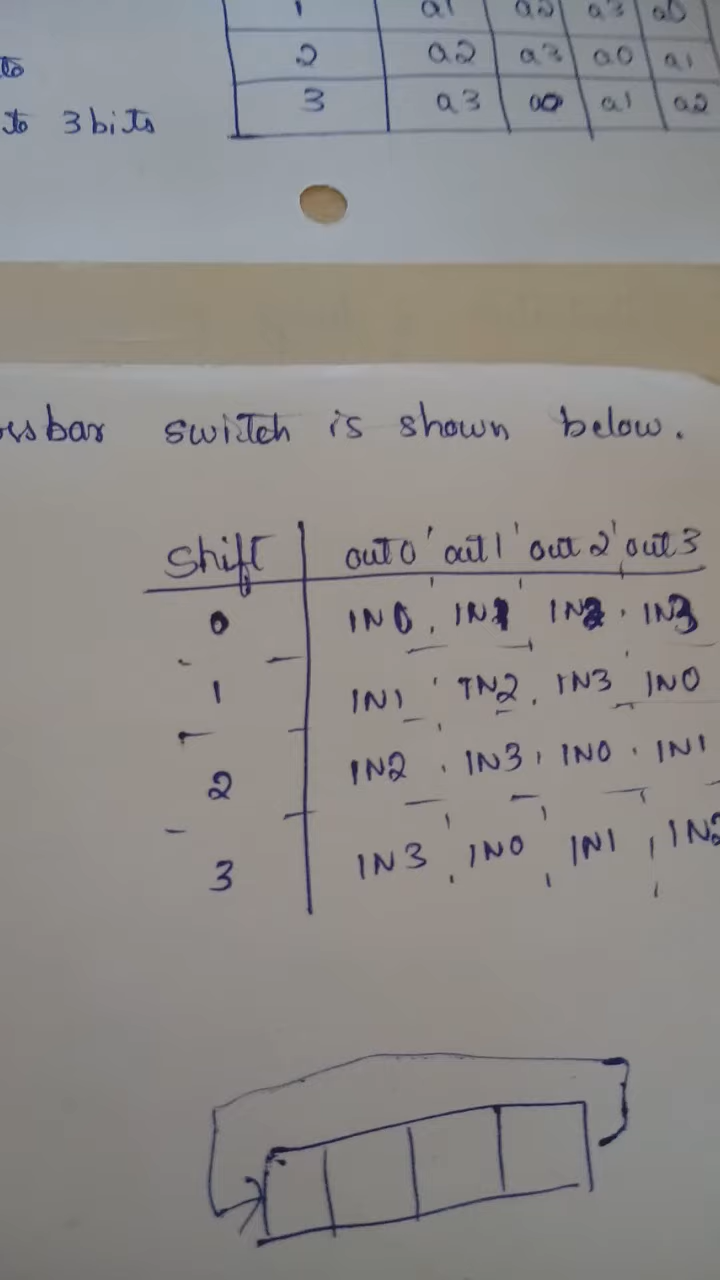 1 a1 a2 a3 a0
2 a2 a3 a0 a1
to
3 a3 a0 a1 a2
to 3 bits
bar switch is shown below.
Shift out0 out1 out2 out3
0 IN0 IN1 IN2 IN3
1 IN1 IN2 IN3 IN0
2 IN2 IN3 IN0 IN1
3 IN3 IN0 IN1 IN2